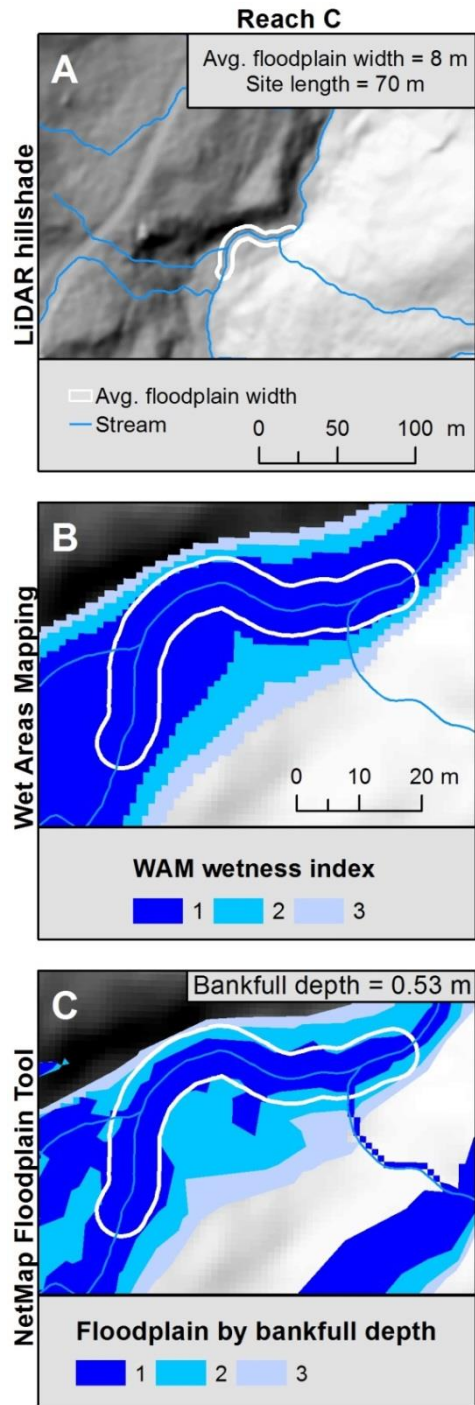 Reach C
LiDAR hillshade
A
Avg. floodplain width = 8 m
Site length = 70 m
Avg. floodplain width
Stream
0 50 100 m
Wet Areas Mapping
B
0 10 20 m
WAM wetness index
1 2 3
NetMap Floodplain Tool
C
Bankfull depth = 0.53 m
Floodplain by bankfull depth
1 2 3